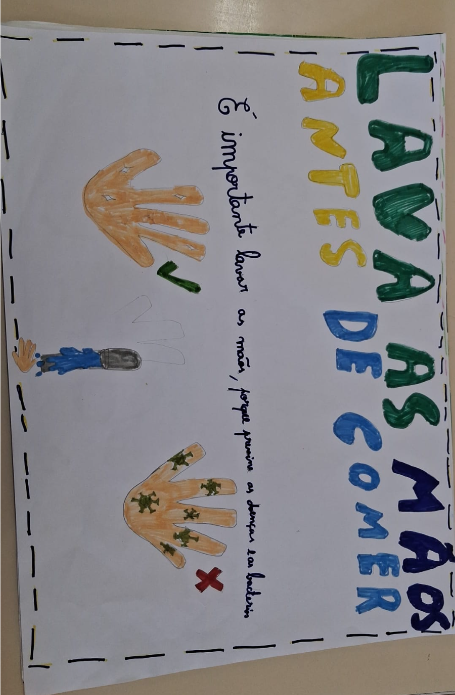 LAVA AS MÃOS
ANTES DE COMER
É importante lavar as mãos, porque previne as doenças e as bactérias